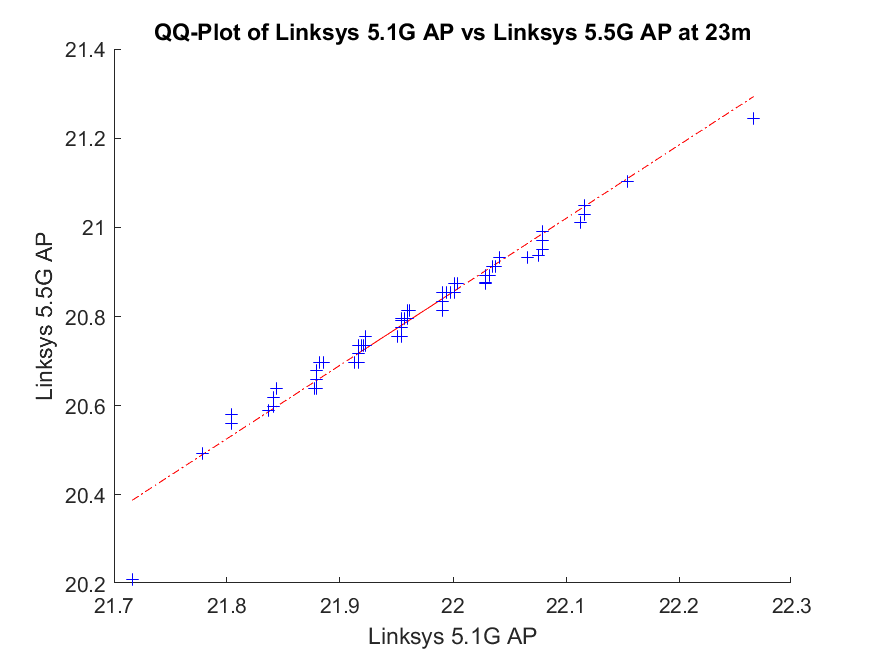 QQ-Plot of Linksys 5.1G AP vs Linksys 5.5G AP at 23m
21.4
21.2
21
20.8
20.6
20.4
20.2
Linksys 5.5G AP
21.7 21.8 21.9 22 22.1 22.2 22.3
Linksys 5.1G AP